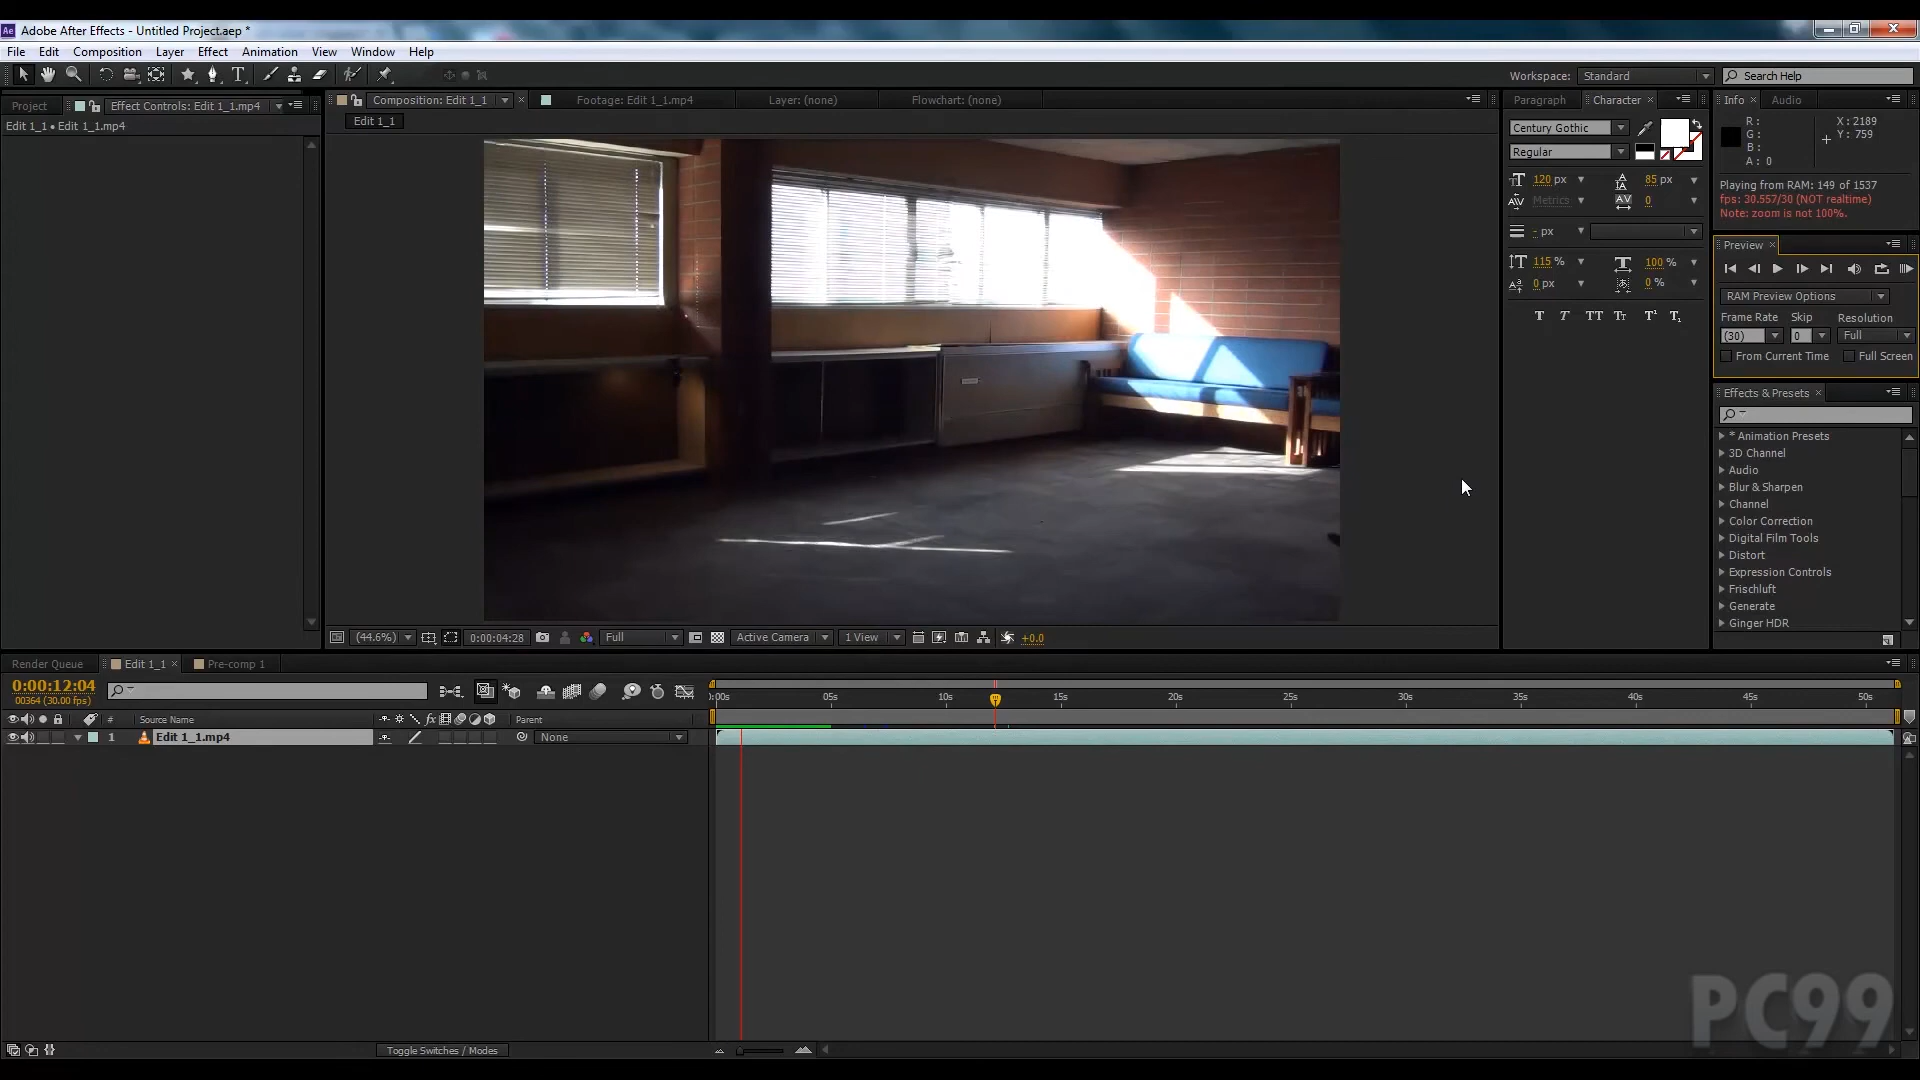 Ae Adobe After Effects - Untitled Project.aep *
File Edit Composition Layer Effect Animation View Window Help
T Workspace: Standard Search Help
Project Effect Controls: Edit 1_1.mp4 Composition: Edit 1_1 Footage: Edit 1_1.mp4 Layer: (none) Flowchart: (none) Paragraph Character Info Audio
Edit 1_1 • Edit 1_1.mp4
Edit 1_1
Century Gothic
Regular
120 px 85 px
Metrics 0
- px
115 % 100 %
0 px 0 %
T T TT Tt T¹ T₁
R : X : 2189
G : Y : 759
B :
A : 0
Playing from RAM: 149 of 1537
fps: 30.557/30 (NOT realtime)
Note: zoom is not 100%.
Preview
RAM Preview Options
Frame Rate Skip Resolution
(30) 0 Full
From Current Time Full Screen
Effects & Presets
* Animation Presets
3D Channel
Audio
Blur & Sharpen
Channel
Color Correction
Digital Film Tools
Distort
Expression Controls
Frischluft
Generate
Ginger HDR
(44.6%) 0:00:04:28 Full Active Camera 1 View +0.0
Render Queue Edit 1_1 Pre-comp 1
0:00:12:04
00364 (30.00 fps)
0:00s 05s 10s 15s 20s 25s 30s 35s 40s 45s 50s
# Source Name fx Parent
1 Edit 1_1.mp4 None
Toggle Switches / Modes
PC99